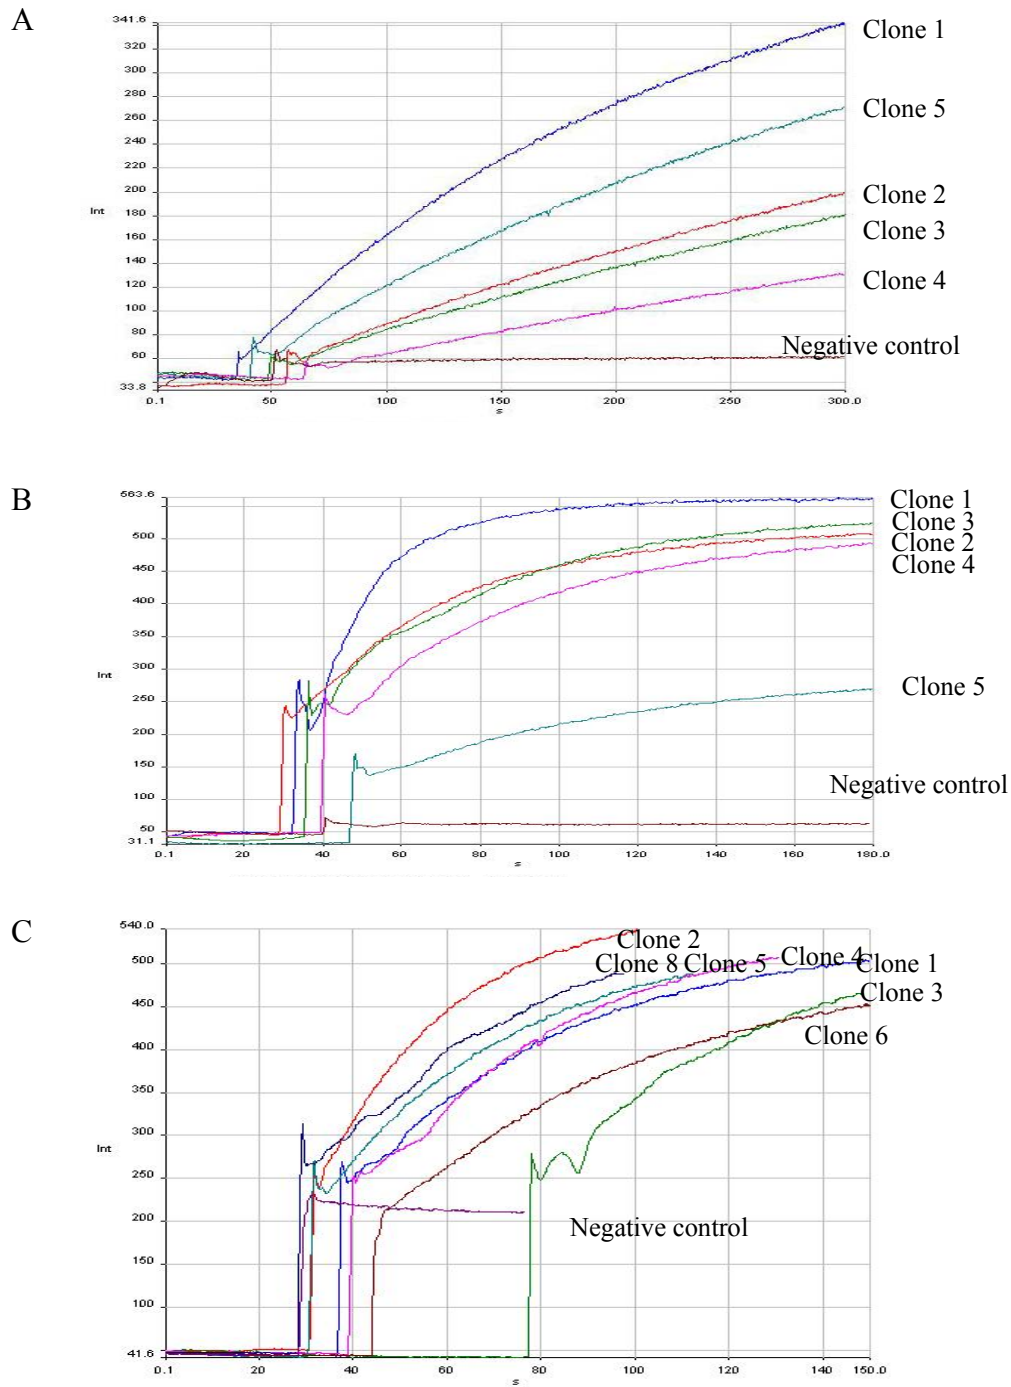 A
341.6
320
300
280
260
240
220
200
180
160
140
120
100
80
60
33.8
Int
0.1 50 100 150 200 250 300.0
s
Clone 1
Clone 5
Clone 2
Clone 3
Clone 4
Negative control
B
563.6
500
450
400
350
300
250
200
150
100
50
31.1
Int
0.1 20 40 60 80 100 120 140 160 180.0
s
Clone 1
Clone 3
Clone 2
Clone 4
Clone 5
Negative control
C
540.0
500
450
400
350
300
250
200
150
100
41.6
Int
0.1 20 40 60 80 100 120 140 150.0
s
Clone 2
Clone 8 Clone 5 Clone 4 Clone 1
Clone 3
Clone 6
Negative control